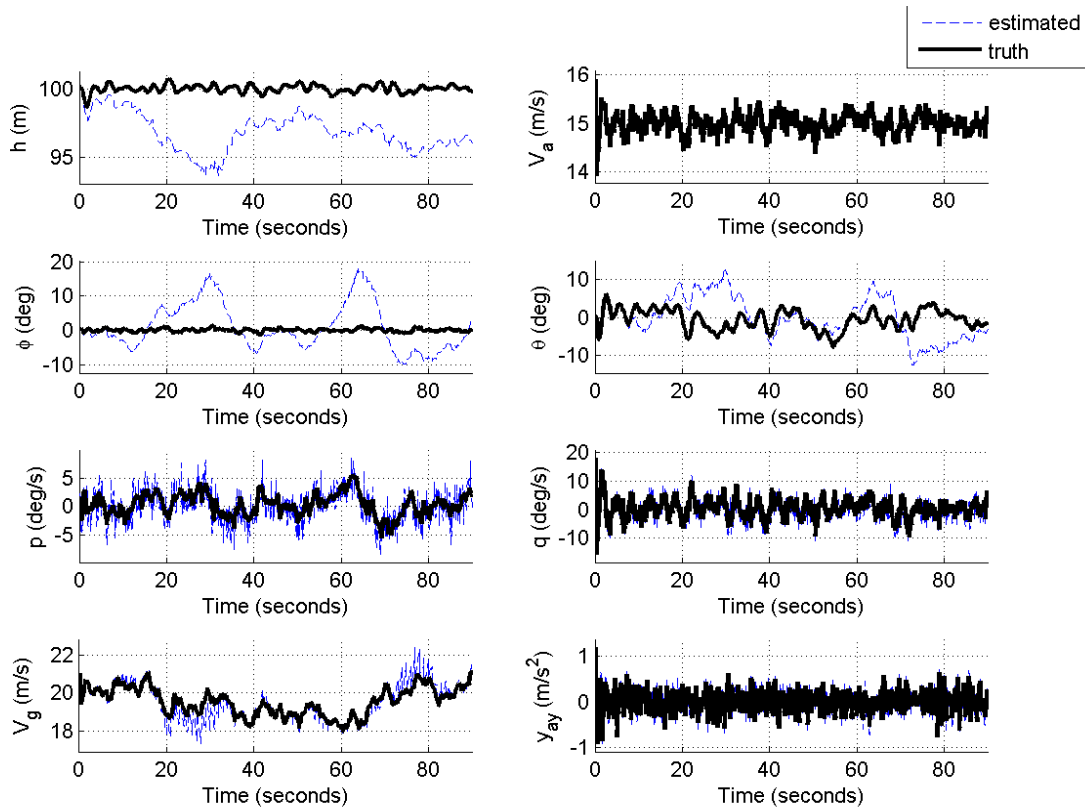 estimated
truth
h (m)
100
95
0 20 40 60 80
Time (seconds)
V_a (m/s)
16
15
14
0 20 40 60 80
Time (seconds)
ϕ (deg)
20
10
0
-10
0 20 40 60 80
Time (seconds)
θ (deg)
10
0
-10
0 20 40 60 80
Time (seconds)
p (deg/s)
5
0
-5
0 20 40 60 80
Time (seconds)
q (deg/s)
20
10
0
-10
0 20 40 60 80
Time (seconds)
V_g (m/s)
22
20
18
0 20 40 60 80
Time (seconds)
y_ay (m/s²)
1
0
-1
0 20 40 60 80
Time (seconds)